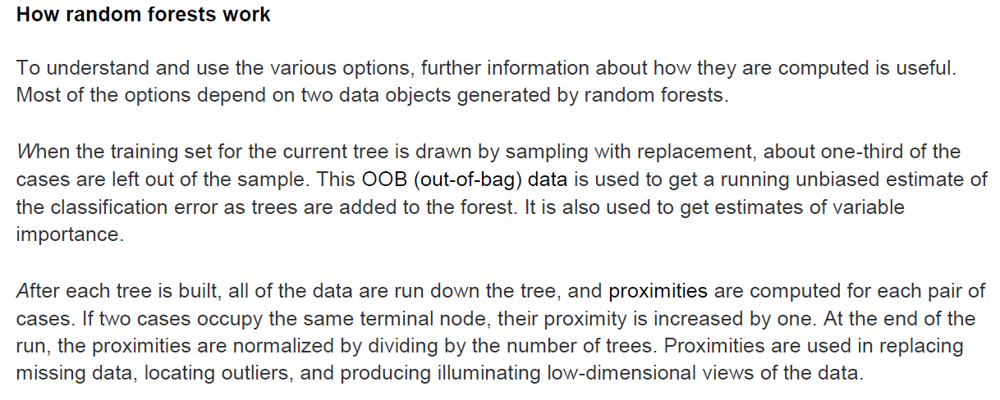 How random forests work
To understand and use the various options, further information about how they are computed is useful.
Most of the options depend on two data objects generated by random forests.
When the training set for the current tree is drawn by sampling with replacement, about one-third of the
cases are left out of the sample. This OOB (out-of-bag) data is used to get a running unbiased estimate of
the classification error as trees are added to the forest. It is also used to get estimates of variable
importance.
After each tree is built, all of the data are run down the tree, and proximities are computed for each pair of
cases. If two cases occupy the same terminal node, their proximity is increased by one. At the end of the
run, the proximities are normalized by dividing by the number of trees. Proximities are used in replacing
missing data, locating outliers, and producing illuminating low-dimensional views of the data.